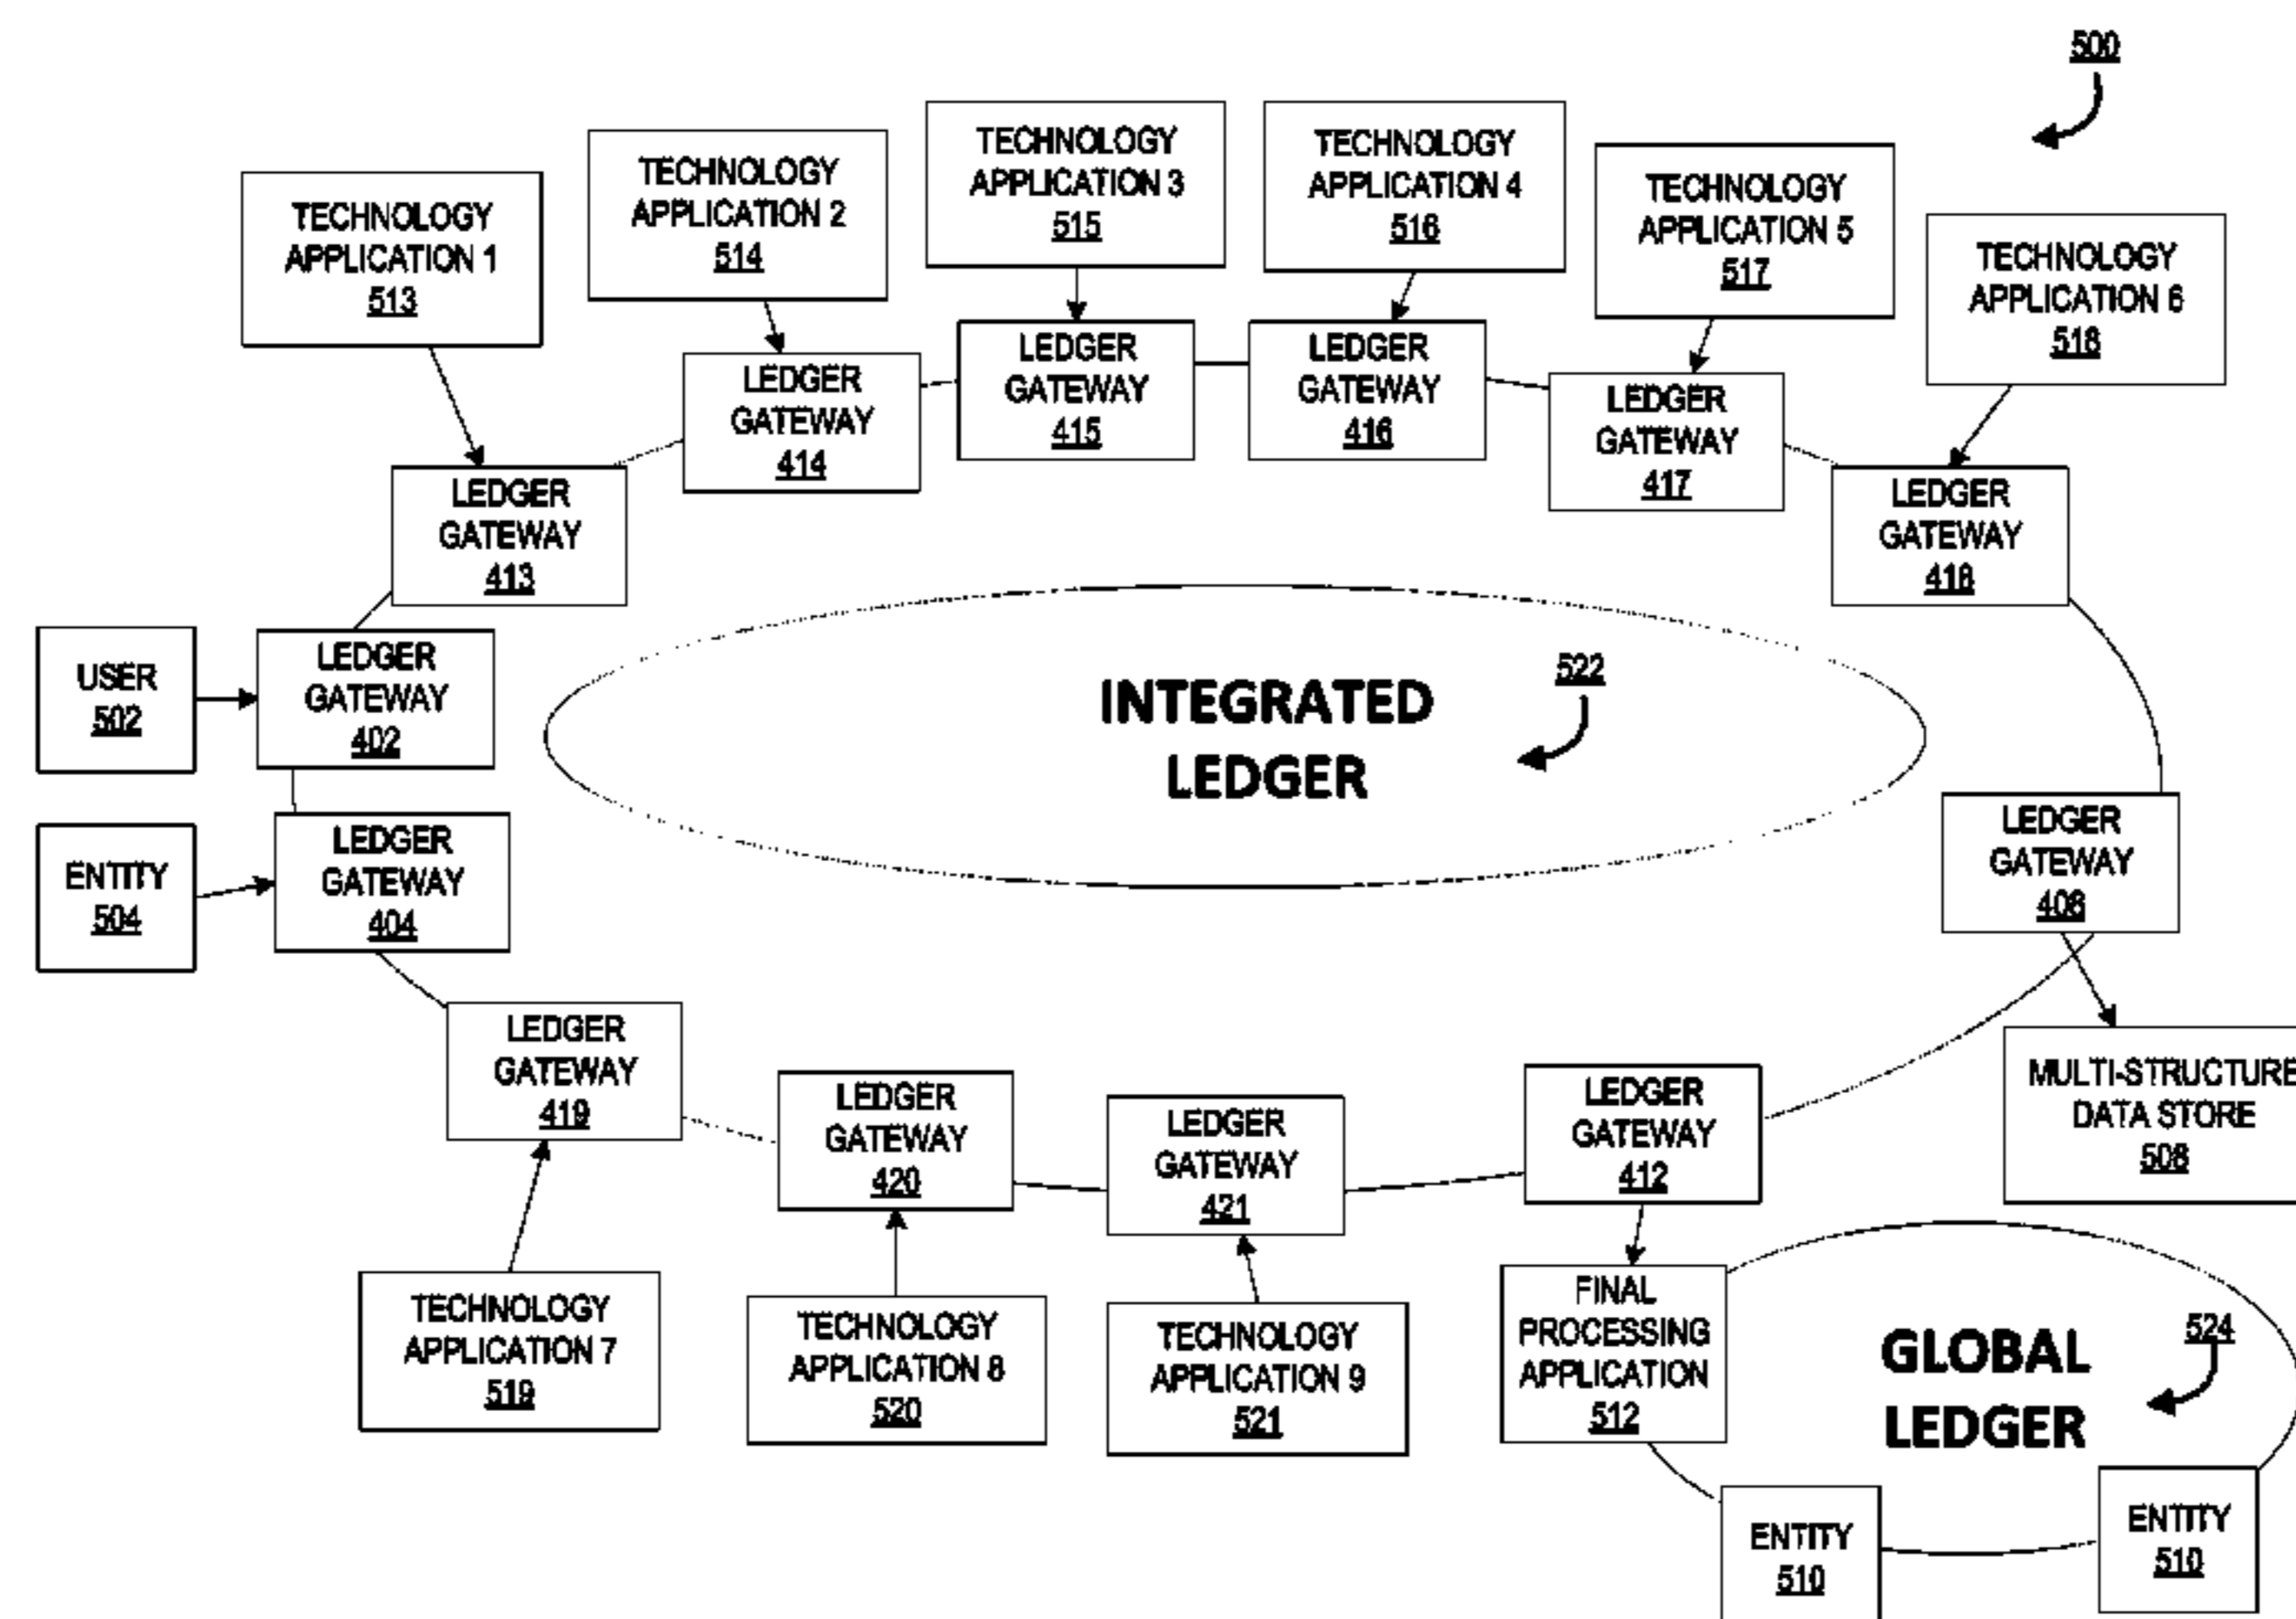 500
TECHNOLOGY
APPLICATION 1
513
TECHNOLOGY
APPLICATION 2
514
TECHNOLOGY
APPLICATION 3
515
TECHNOLOGY
APPLICATION 4
516
TECHNOLOGY
APPLICATION 5
517
TECHNOLOGY
APPLICATION 6
518
LEDGER
GATEWAY
413
LEDGER
GATEWAY
414
LEDGER
GATEWAY
415
LEDGER
GATEWAY
416
LEDGER
GATEWAY
417
LEDGER
GATEWAY
418
USER
502
LEDGER
GATEWAY
402
INTEGRATED
LEDGER
522
ENTITY
504
LEDGER
GATEWAY
404
LEDGER
GATEWAY
408
LEDGER
GATEWAY
419
LEDGER
GATEWAY
420
LEDGER
GATEWAY
421
LEDGER
GATEWAY
412
MULTI-STRUCTURE
DATA STORE
508
TECHNOLOGY
APPLICATION 7
519
TECHNOLOGY
APPLICATION 8
520
TECHNOLOGY
APPLICATION 9
521
FINAL
PROCESSING
APPLICATION
512
GLOBAL
LEDGER
524
ENTITY
510
ENTITY
510